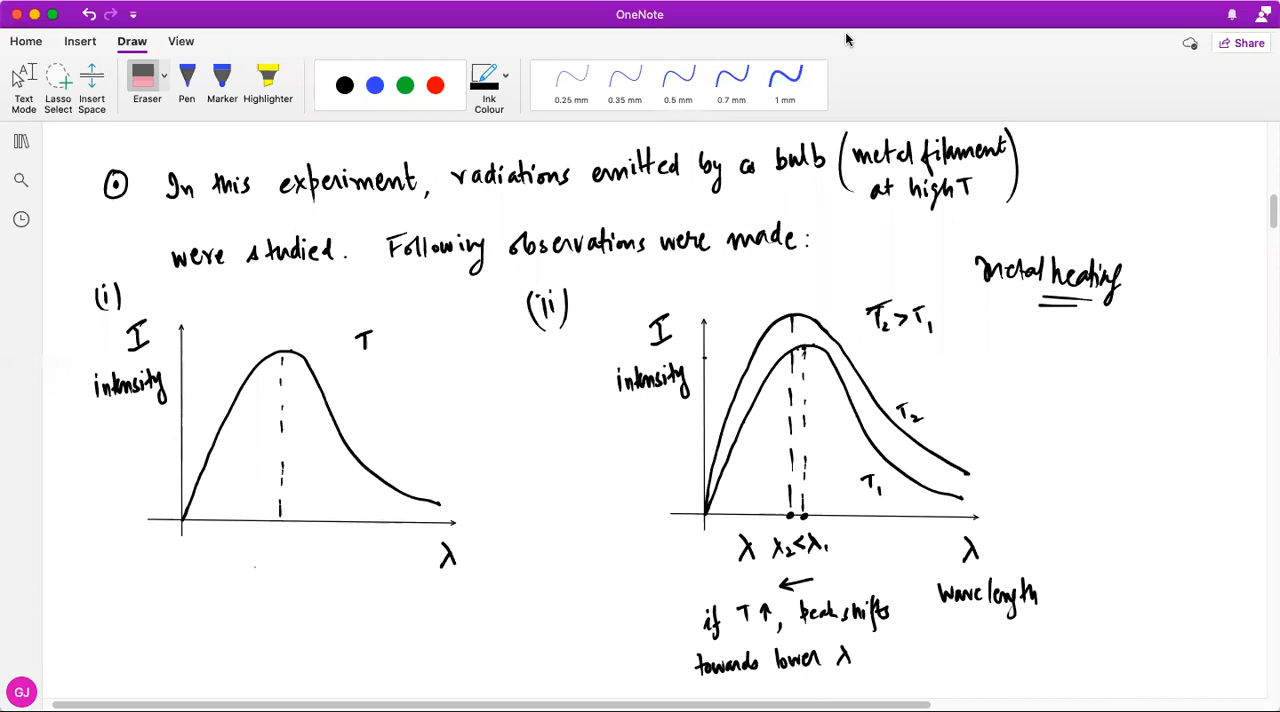 OneNote
Home Insert Draw View
Share
Text Mode
Lasso Select
Insert Space
Eraser
Pen
Marker
Highlighter
Ink Colour
0.25 mm
0.35 mm
0.5 mm
0.7 mm
1 mm
In this experiment, radiations emitted by a bulb (metal filament at high T)
were studied. Following observations were made:
Metal heating
(i)
I
intensity
T
λ
(ii)
I
intensity
T₂ > T₁
T₂
T₁
λ λ₂ < λ₁
λ
wavelength
←
if T↑, peak shifts
towards lower λ
GJ